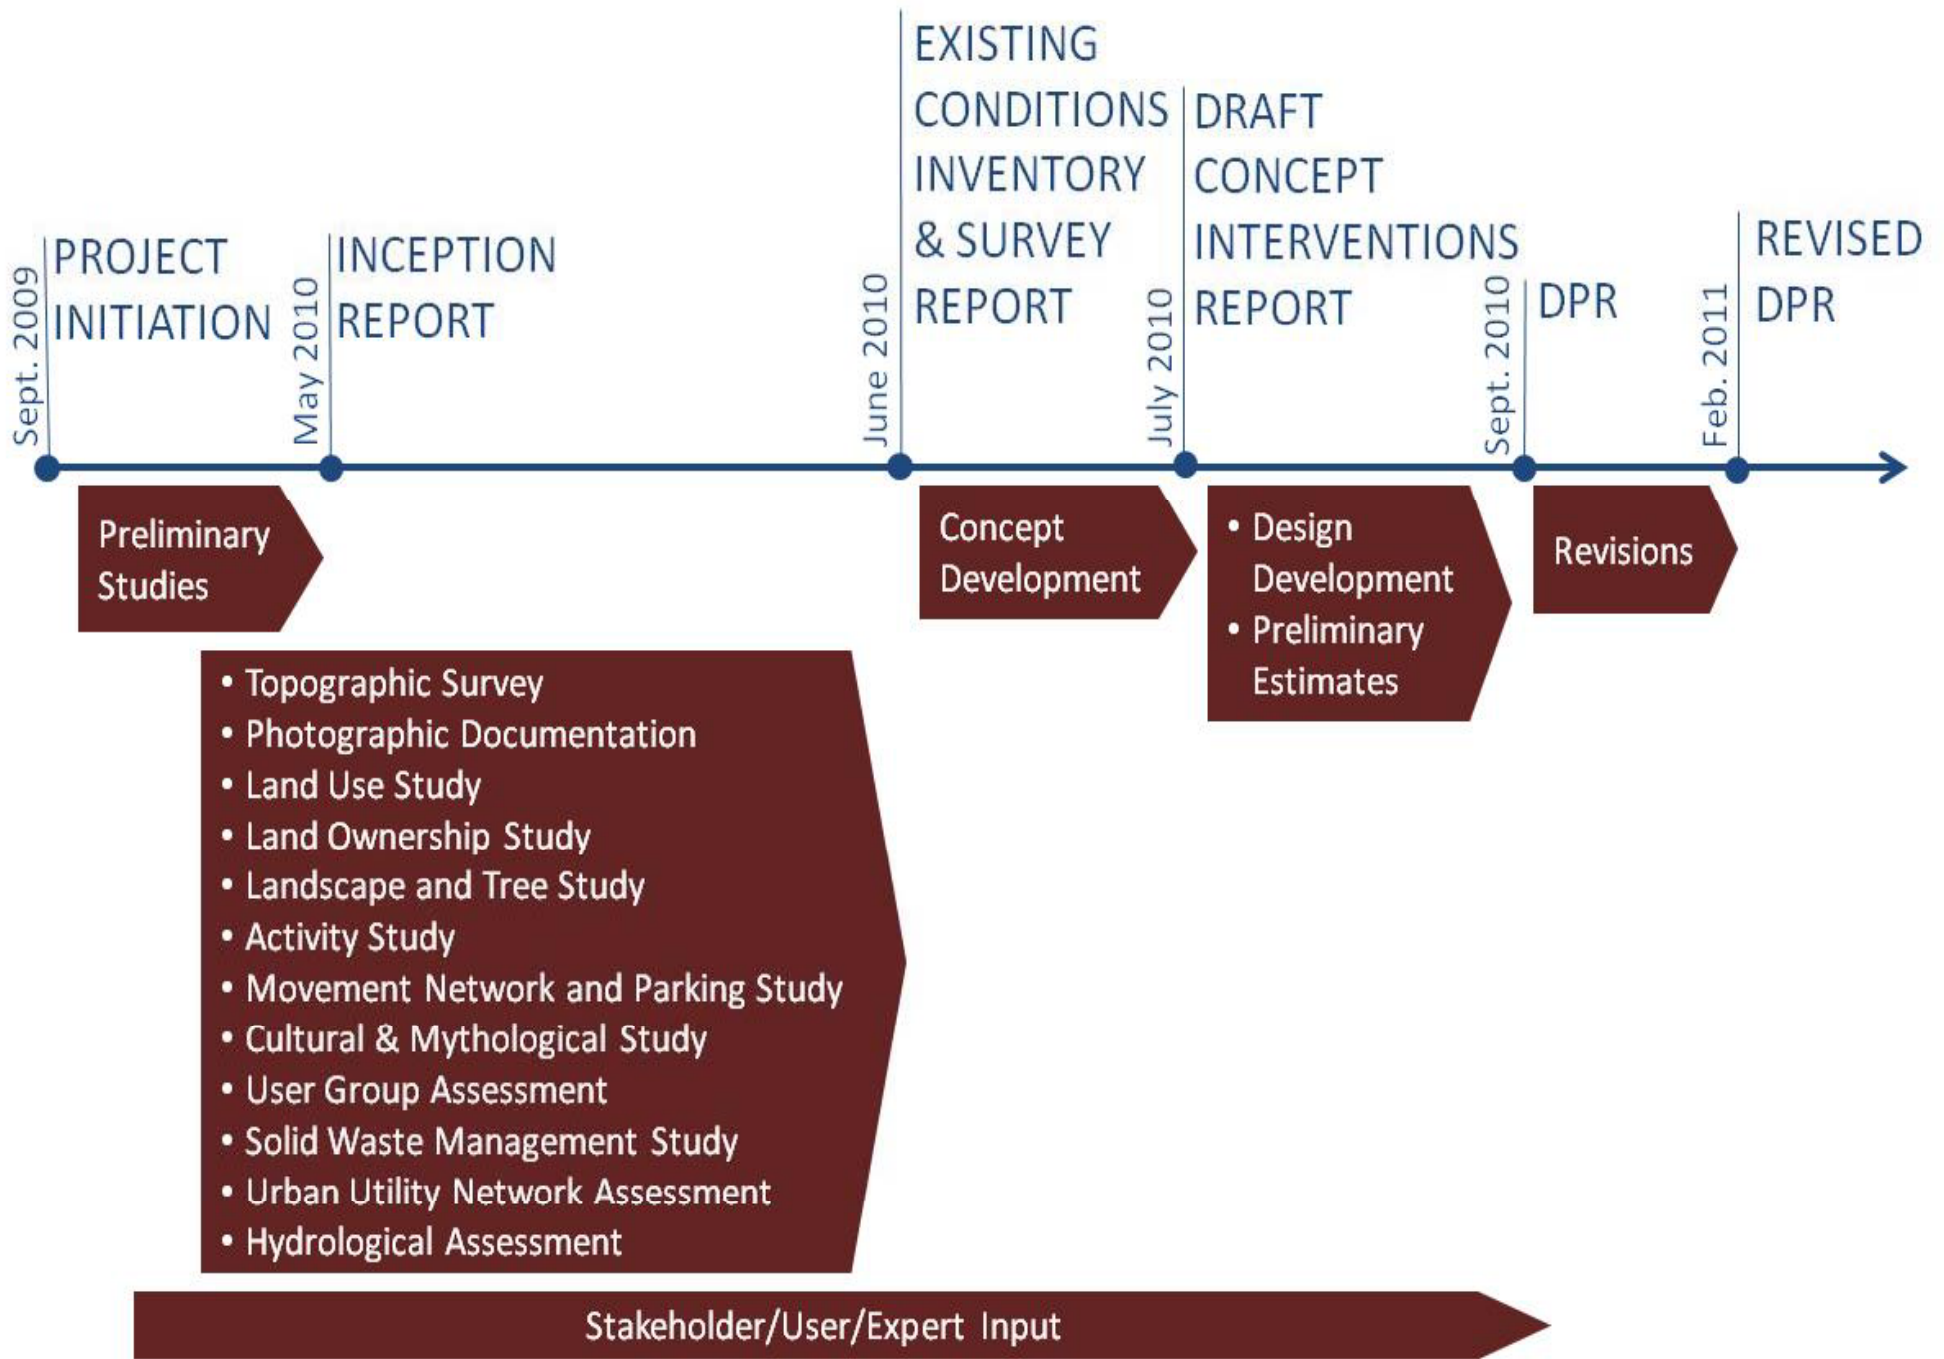 Sept. 2009
PROJECT
INITIATION
May 2010
INCEPTION
REPORT
June 2010
EXISTING
CONDITIONS
INVENTORY
& SURVEY
REPORT
July 2010
DRAFT
CONCEPT
INTERVENTIONS
REPORT
Sept. 2010
DPR
Feb. 2011
REVISED
DPR
Preliminary
Studies
Concept
Development
• Design
Development
• Preliminary
Estimates
Revisions
• Topographic Survey
• Photographic Documentation
• Land Use Study
• Land Ownership Study
• Landscape and Tree Study
• Activity Study
• Movement Network and Parking Study
• Cultural & Mythological Study
• User Group Assessment
• Solid Waste Management Study
• Urban Utility Network Assessment
• Hydrological Assessment
Stakeholder/User/Expert Input